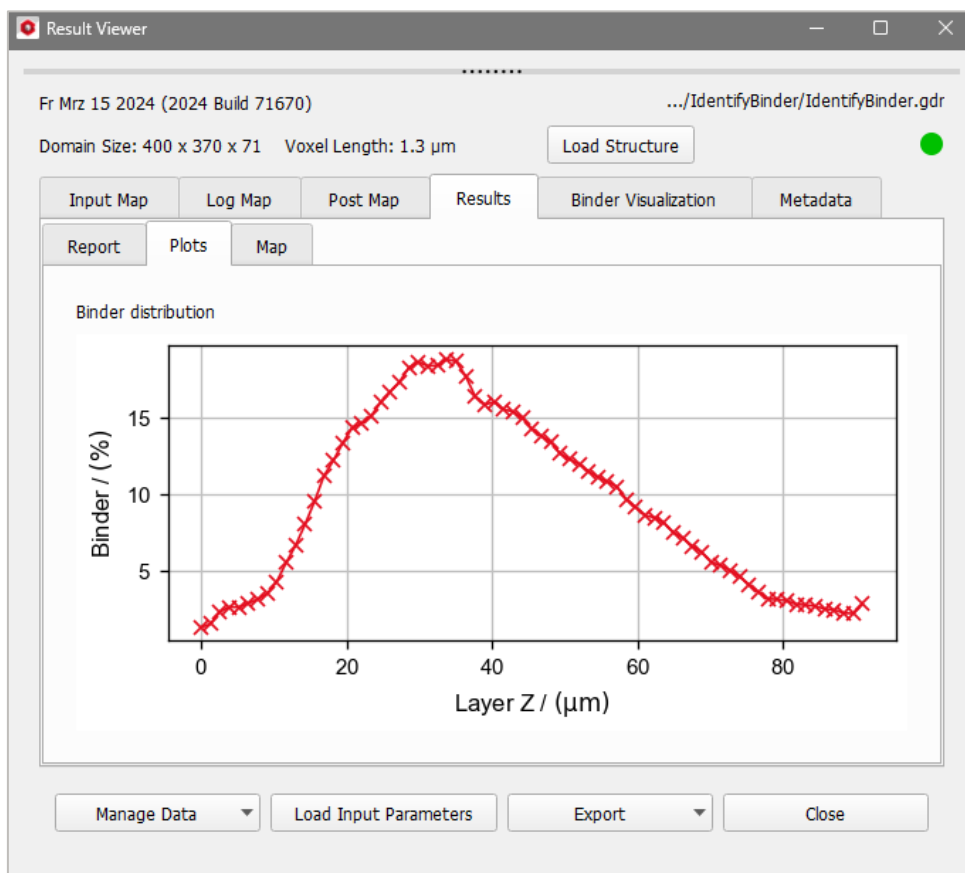 Result Viewer
Fr Mrz 15 2024 (2024 Build 71670)
.../IdentifyBinder/IdentifyBinder.gdr
Domain Size: 400 x 370 x 71 Voxel Length: 1.3 µm
Load Structure
Input Map
Log Map
Post Map
Results
Binder Visualization
Metadata
Report
Plots
Map
Binder distribution
Binder / (%)
15
10
5
0
20
40
60
80
Layer Z / (µm)
Manage Data
Load Input Parameters
Export
Close